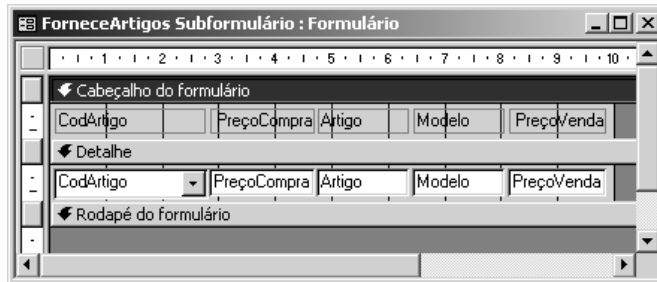 ForneceArtigos Subformulário : Formulário
1 2 3 4 5 6 7 8 9 10
Cabeçalho do formulário
CodArtigo PreçoCompra Artigo Modelo PreçoVenda
Detalhe
CodArtigo PreçoCompra Artigo Modelo PreçoVenda
Rodapé do formulário